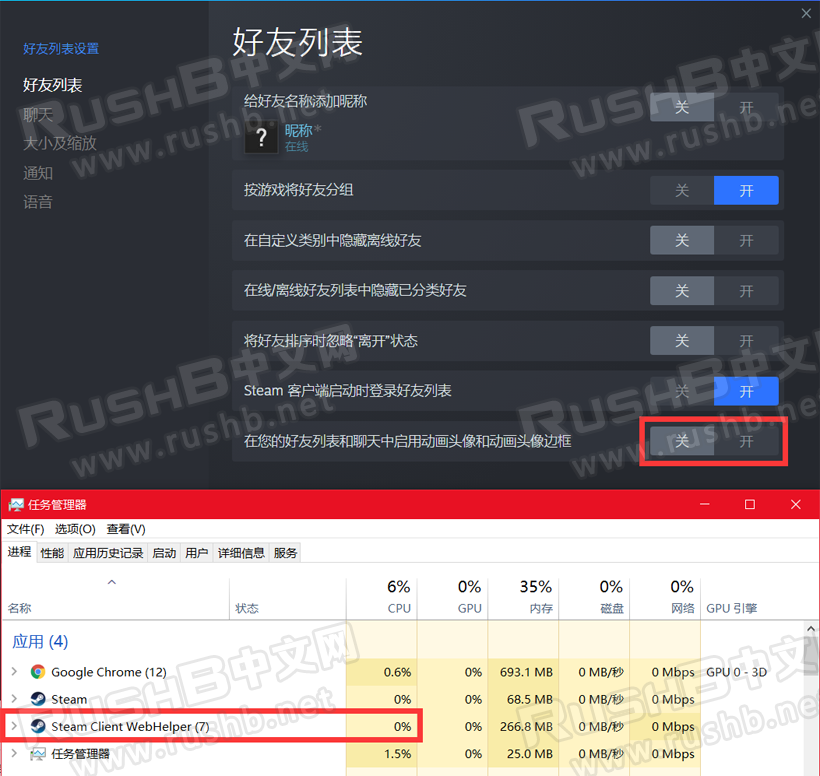 好友列表设置
好友列表
聊天
大小及缩放
通知
语音
好友列表
给好友名称添加昵称
关 开
?
昵称*
在线
按游戏将好友分组
关 开
在自定义类别中隐藏离线好友
关 开
在线/离线好友列表中隐藏已分类好友
关 开
将好友排序时忽略“离开”状态
关 开
Steam 客户端启动时登录好友列表
关 开
在您的好友列表和聊天中启用动画头像和动画头像边框
关 开
RushB中文网
www.rushb.net
任务管理器
文件(F) 选项(O) 查看(V)
进程 性能 应用历史记录 启动 用户 详细信息 服务
6% 0% 35% 0% 0%
名称 状态 CPU GPU 内存 磁盘 网络 GPU 引擎
应用 (4)
Google Chrome (12) 0.6% 0% 693.1 MB 0 MB/秒 0 Mbps GPU 0 - 3D
Steam 0% 0% 68.5 MB 0 MB/秒 0 Mbps
Steam Client WebHelper (7) 0% 0% 266.8 MB 0 MB/秒 0 Mbps
任务管理器 1.5% 0% 25.0 MB 0 MB/秒 0 Mbps